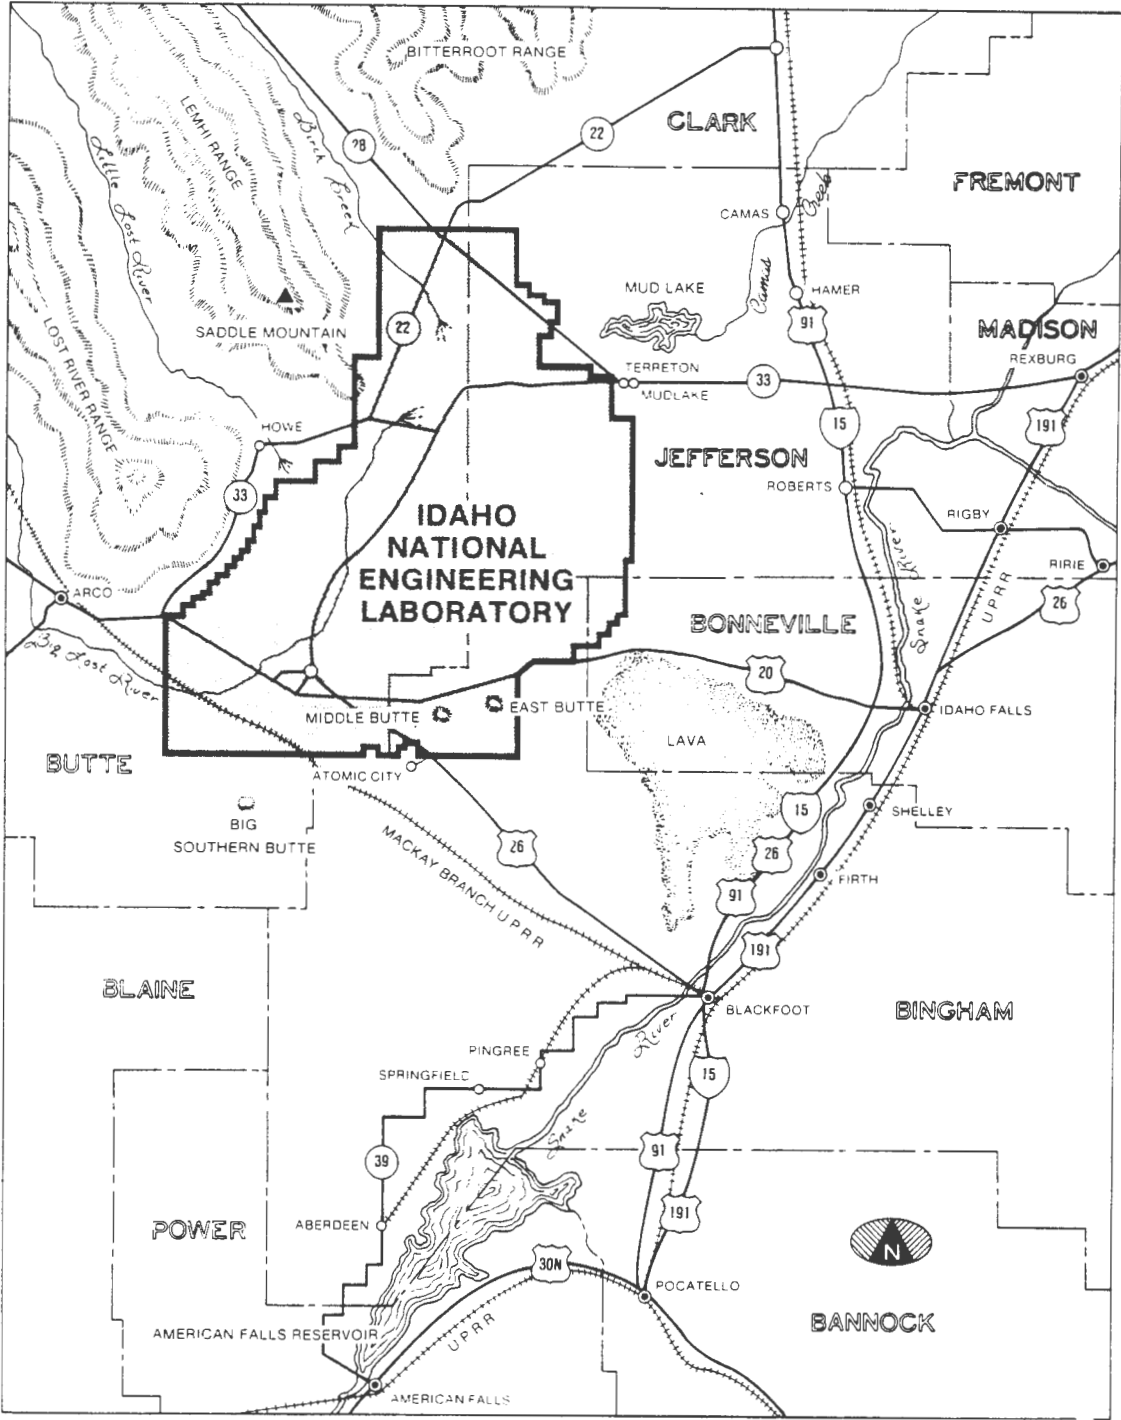 BITTERROOT RANGE
22
CLARK
28
LEMHI RANGE
Birch Creek
Little Lost River
FREMONT
CAMAS
Camas Creek
HAMER
MUD LAKE
91
MADISON
SADDLE MOUNTAIN
22
LOST RIVER RANGE
TERRETON
MUDLAKE
33
REXBURG
191
15
HOWE
33
JEFFERSON
ROBERTS
RIGBY
IDAHO
NATIONAL
ENGINEERING
LABORATORY
RIRIE
26
UPRR
Snake River
ARCO
Big Lost River
BONNEVILLE
20
IDAHO FALLS
MIDDLE BUTTE
EAST BUTTE
LAVA
BUTTE
ATOMIC CITY
BIG
SOUTHERN BUTTE
15
SHELLEY
26
26
MACKAY BRANCH U.P.R.R.
FIRTH
91
191
BLAINE
BLACKFOOT
BINGHAM
River
PINGREE
SPRINGFIELD
15
Snake
39
91
191
ABERDEEN
POWER
N
30N
POCATELLO
BANNOCK
AMERICAN FALLS RESERVOIR
UPRR
AMERICAN FALLS